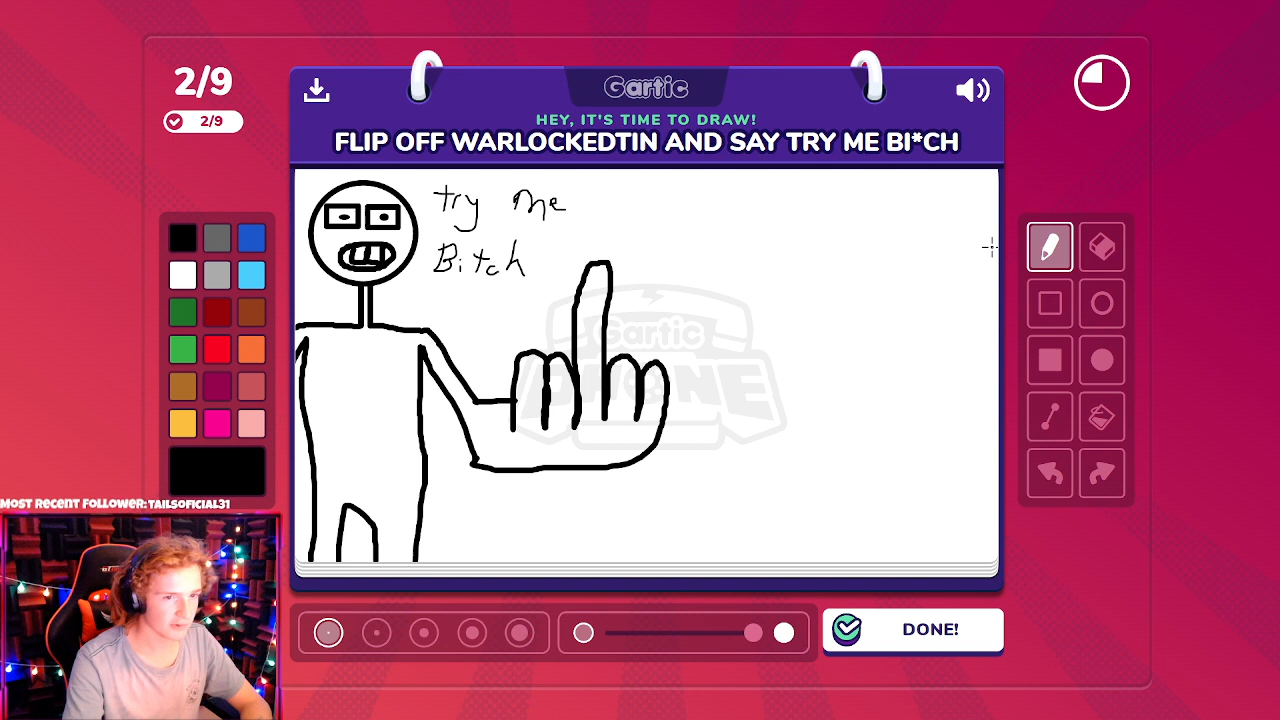 2/9
2/9
Gartic
HEY, IT'S TIME TO DRAW!
FLIP OFF WARLOCKEDTIN AND SAY TRY ME BI*CH
try me
Bitch
Gartic
PHONE
MOST RECENT FOLLOWER: TAILSOFICIAL31
DONE!